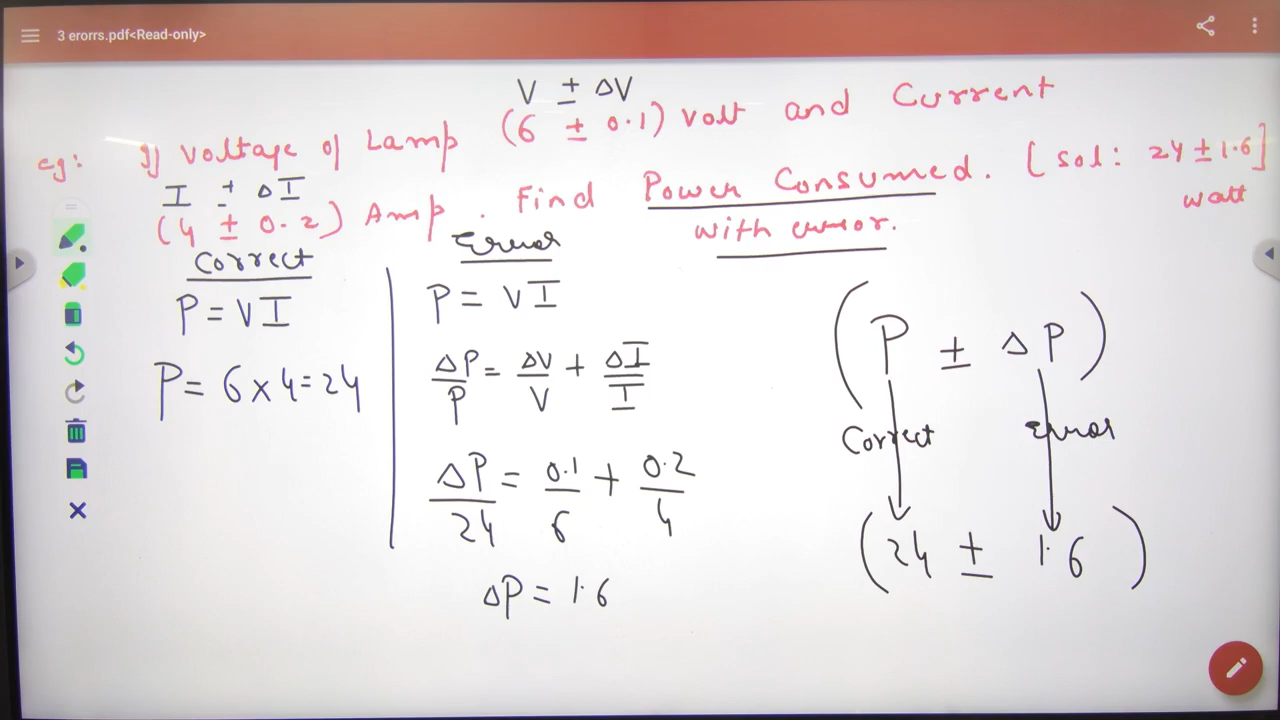 3 erorrs.pdf<Read-only>
V ± ΔV
eg: 1) Voltage of Lamp (6 ± 0.1) volt and Current
I ± ΔI
(4 ± 0.2) Amp. Find Power Consumed. [sol: 24 ± 1.6]
with error. watt
Correct
P = VI
P = 6 x 4 = 24
Error
P = VI
ΔP/P = ΔV/V + ΔI/I
ΔP/24 = 0.1/6 + 0.2/4
ΔP = 1.6
(P ± ΔP)
Correct Error
(24 ± 1.6)